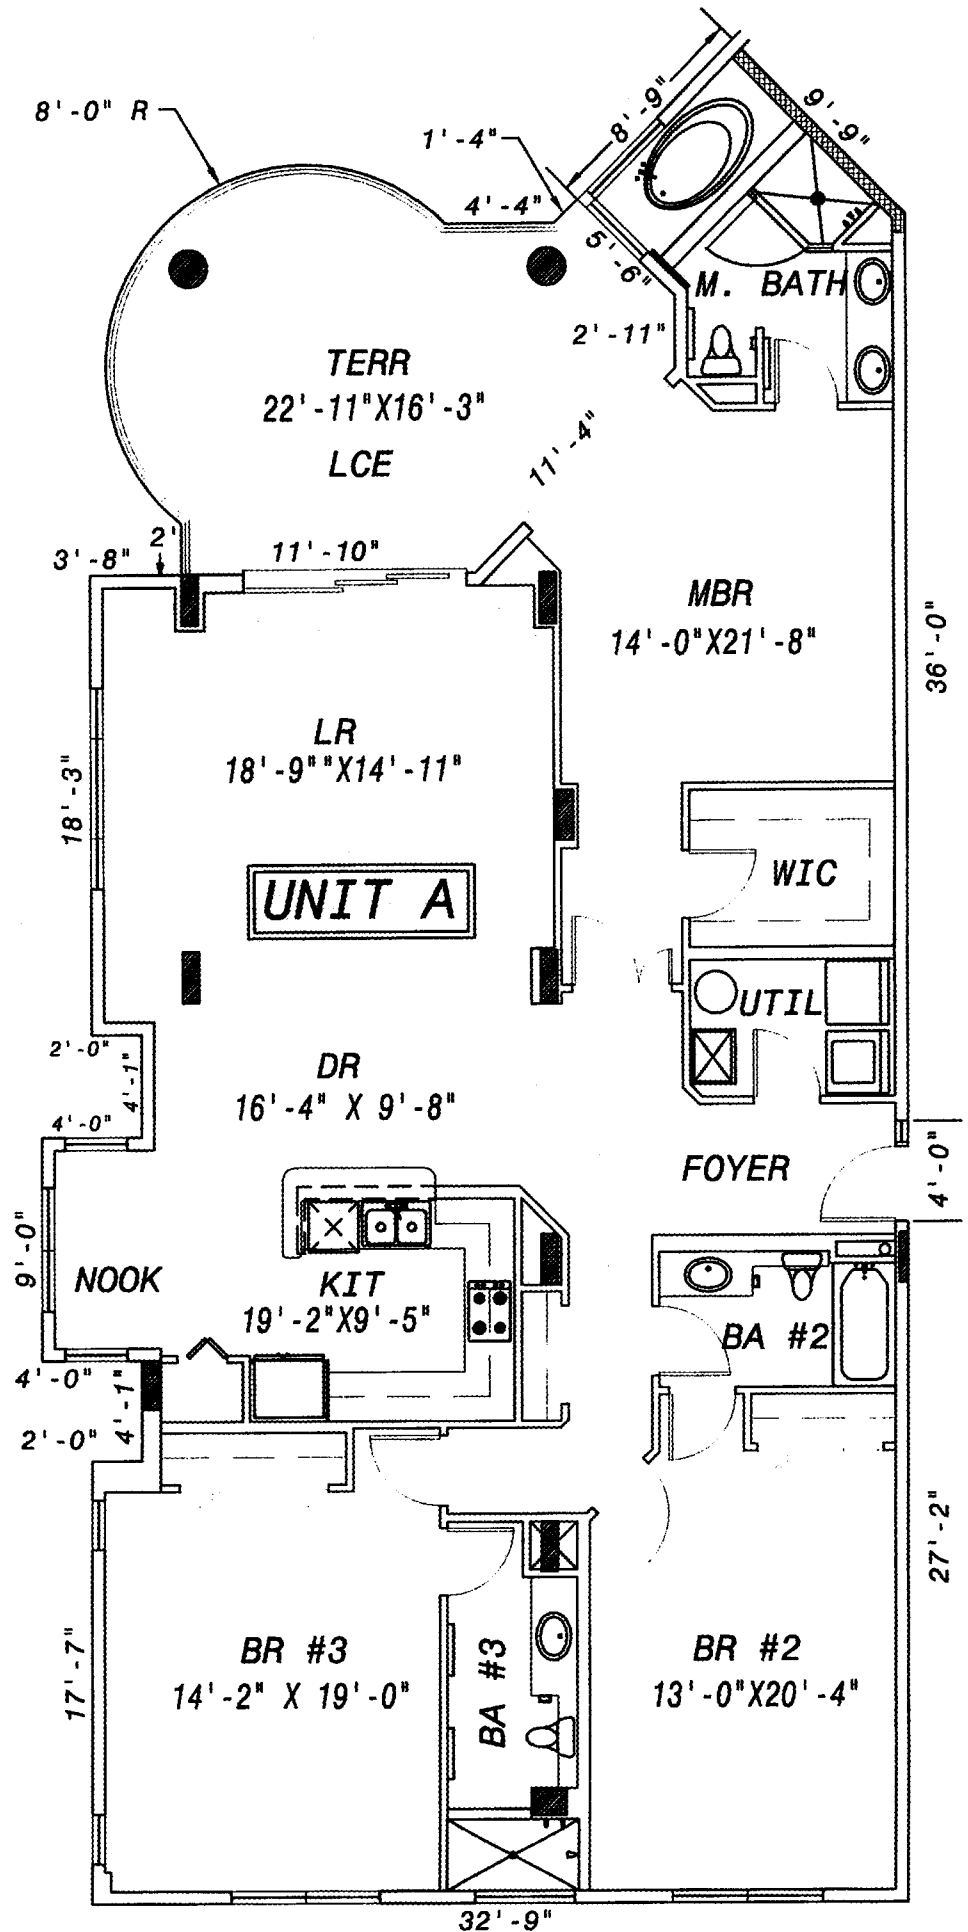 8'-9"
9'-9"
8'-0" R
1'-4"
4'-4"
5'-6"
M. BATH
2'-11"
TERR
22'-11"X16'-3"
LCE
11'-4"
2'
3'-8"
11'-10"
MBR
14'-0"X21'-8"
36'-0"
LR
18'-9""X14'-11"
18'-3"
WIC
UNIT A
UTIL
2'-0"
4'-1"
DR
16'-4" X 9'-8"
4'-0"
FOYER
4'-0"
9'-0"
NOOK
KIT
19'-2"X9'-5"
BA #2
4'-0"
4'-1"
2'-0"
27'-2"
17'-7"
BR #3
14'-2" X 19'-0"
BA #3
BR #2
13'-0"X20'-4"
32'-9"